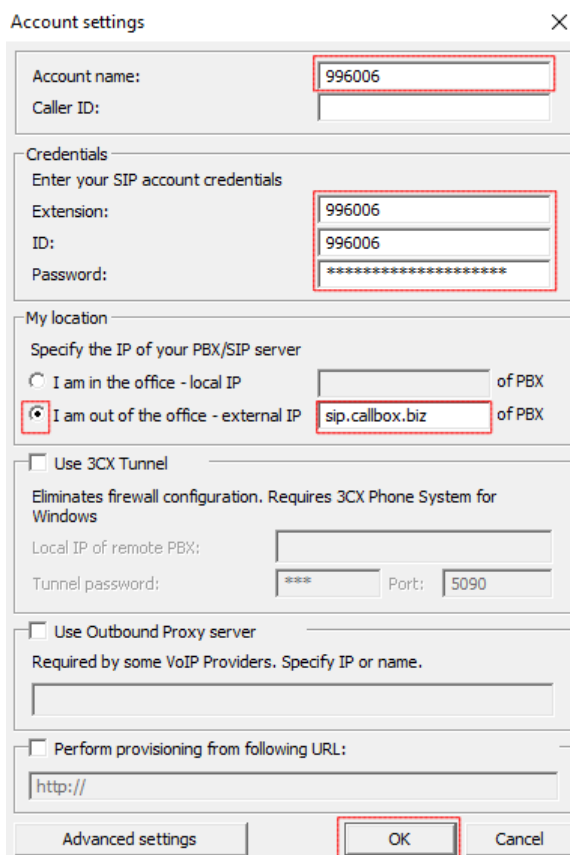 Account settings
Account name: 996006
Caller ID:
Credentials
Enter your SIP account credentials
Extension: 996006
ID: 996006
Password: ********************
My location
Specify the IP of your PBX/SIP server
I am in the office - local IP of PBX
I am out of the office - external IP sip.callbox.biz of PBX
Use 3CX Tunnel
Eliminates firewall configuration. Requires 3CX Phone System for
Windows
Local IP of remote PBX:
Tunnel password: *** Port: 5090
Use Outbound Proxy server
Required by some VoIP Providers. Specify IP or name.
Perform provisioning from following URL:
http://
Advanced settings OK Cancel